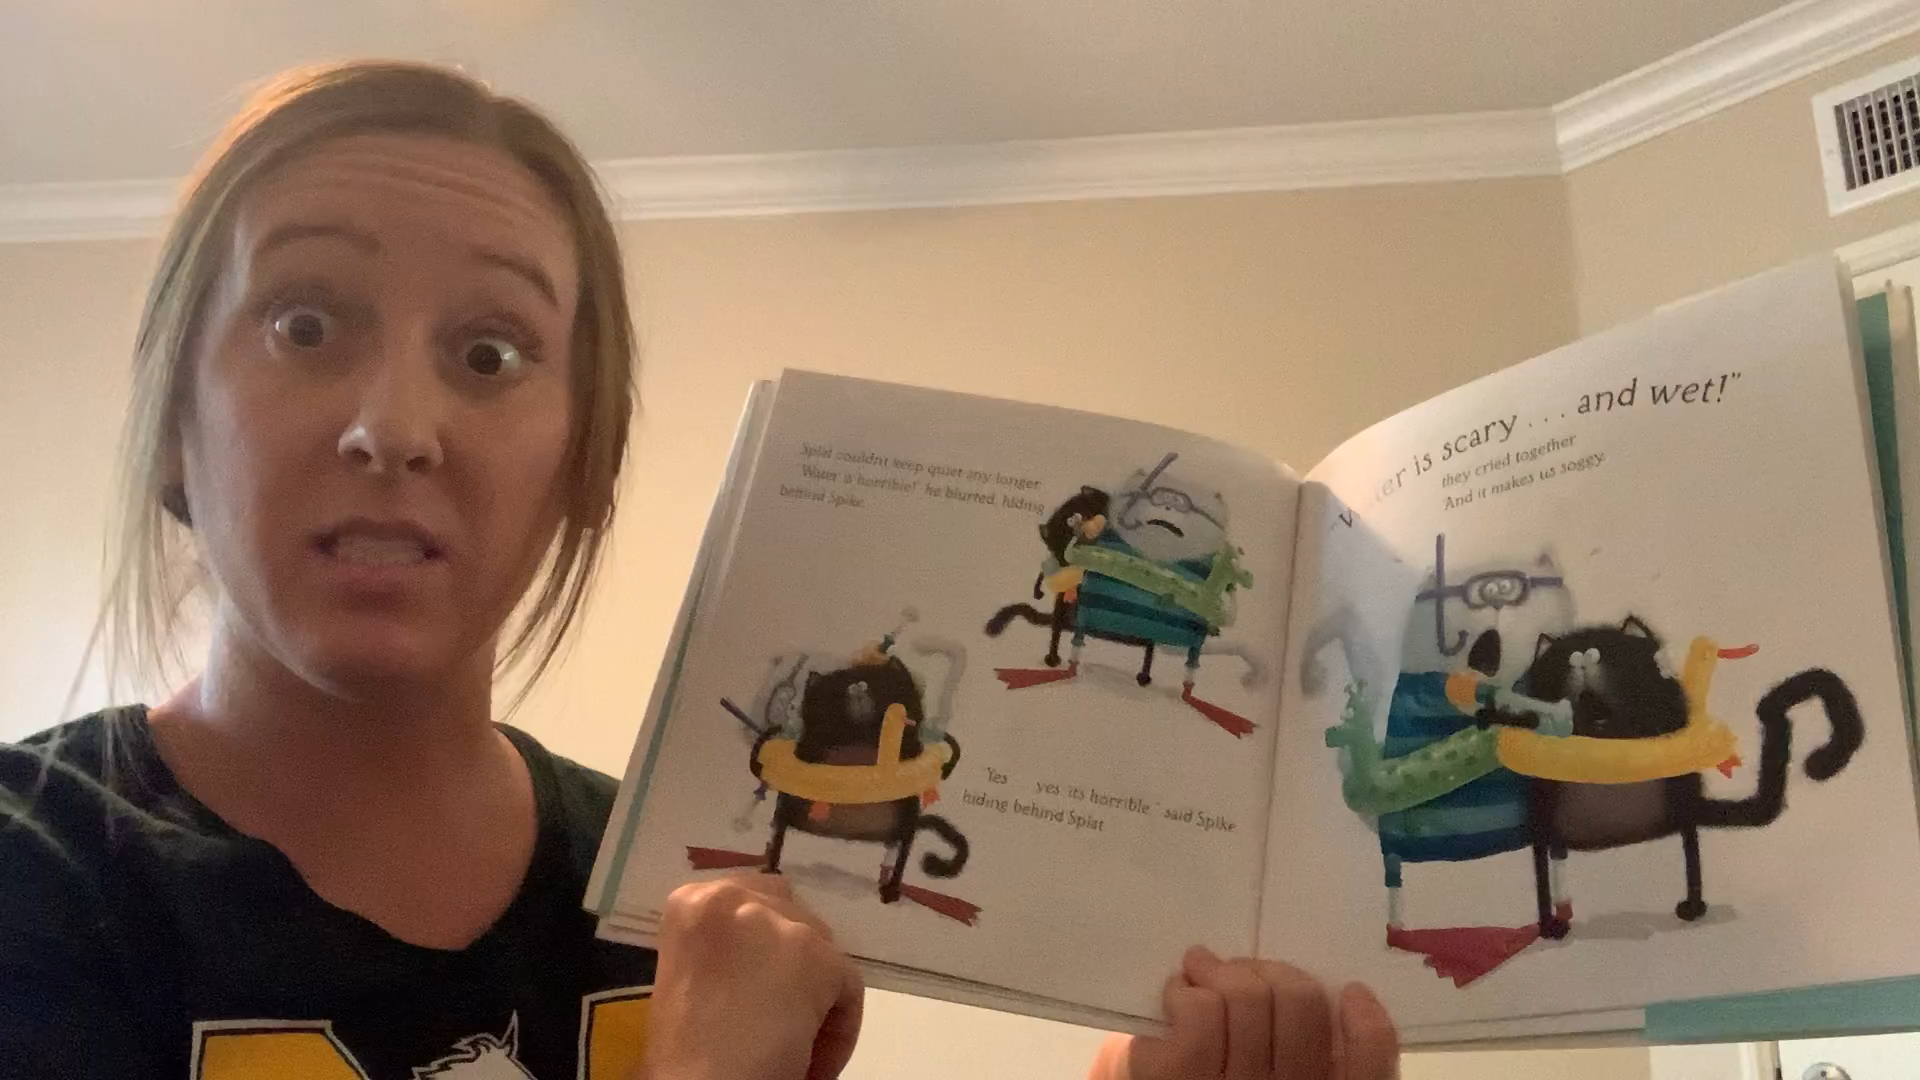 Splat couldn't keep quiet any longer.
"Water is horrible!" he blurted, hiding
behind Spike.
"Yes . . . yes, it's horrible," said Spike,
hiding behind Splat.
is scary . . . and wet!"
they cried together.
"And it makes us soggy.